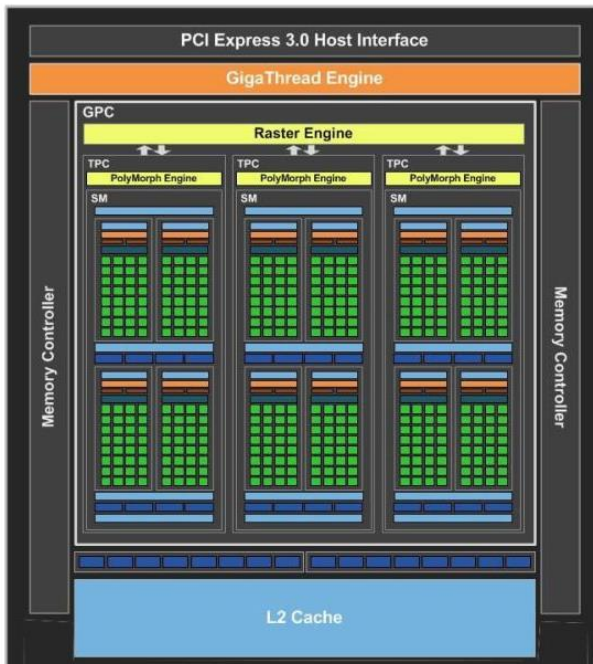 PCI Express 3.0 Host Interface
GigaThread Engine
GPC
Raster Engine
TPC
TPC
TPC
PolyMorph Engine
PolyMorph Engine
PolyMorph Engine
SM
SM
SM
Memory Controller
Memory Controller
L2 Cache